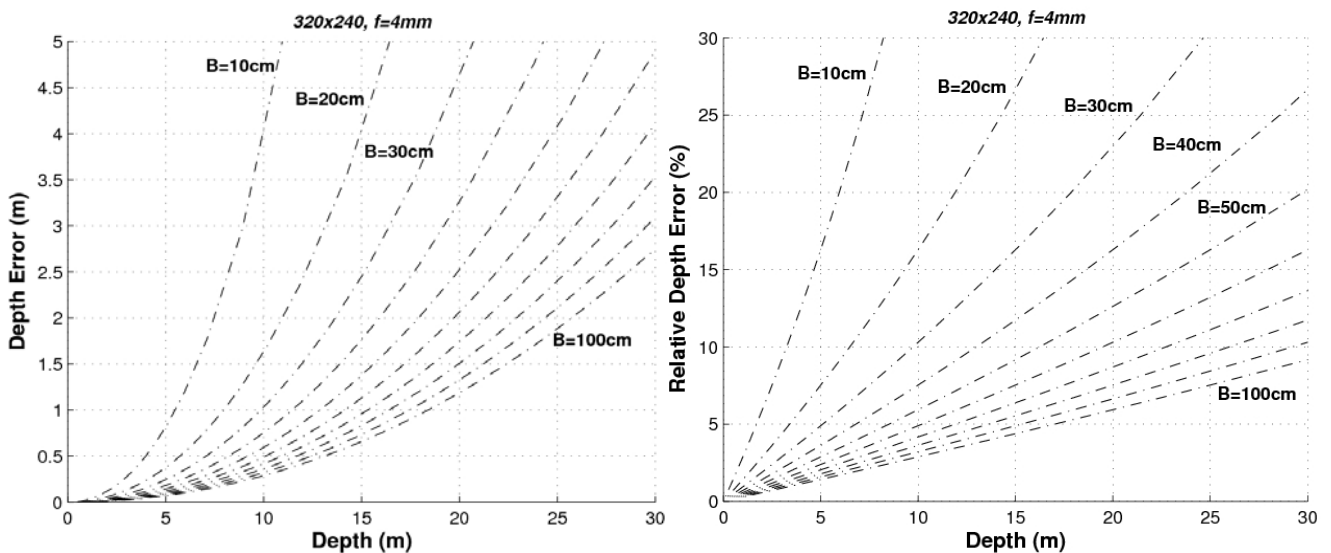 320x240, f=4mm
5
4.5
4
3.5
3
2.5
2
1.5
1
0.5
0
Depth Error (m)
B=10cm
B=20cm
B=30cm
B=100cm
0 5 10 15 20 25 30
Depth (m)
320x240, f=4mm
30
25
20
15
10
5
0
Relative Depth Error (%)
B=10cm
B=20cm
B=30cm
B=40cm
B=50cm
B=100cm
0 5 10 15 20 25 30
Depth (m)